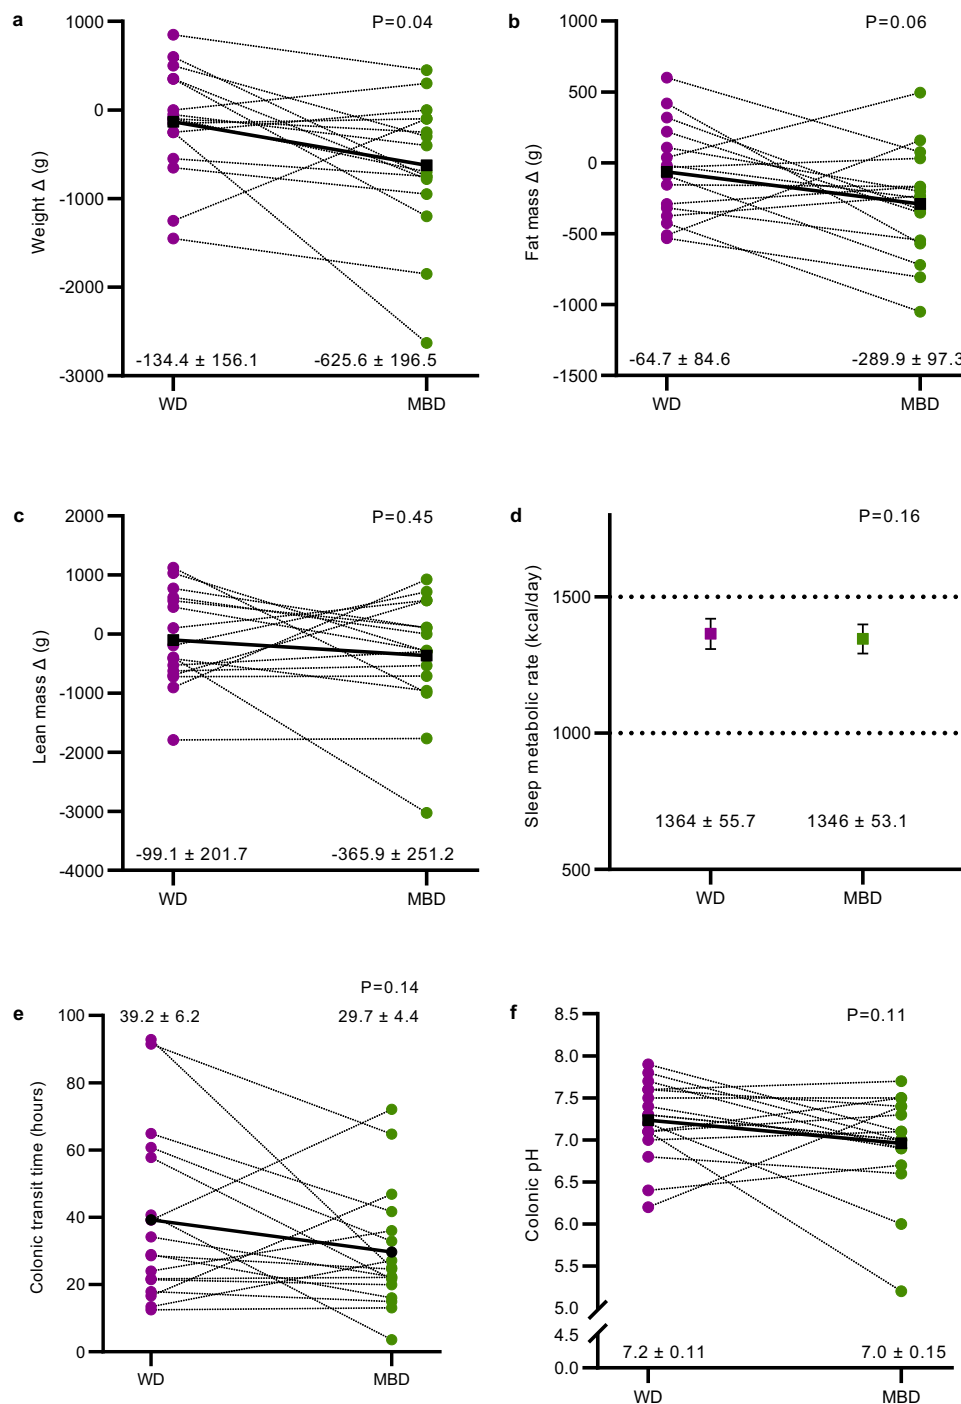 a
P=0.04
Weight Δ (g)
1000
0
-1000
-2000
-3000
-134.4 ± 156.1
-625.6 ± 196.5
WD
MBD
b
P=0.06
Fat mass Δ (g)
1000
500
0
-500
-1000
-1500
-64.7 ± 84.6
-289.9 ± 97.3
WD
MBD
c
P=0.45
Lean mass Δ (g)
2000
1000
0
-1000
-2000
-3000
-4000
-99.1 ± 201.7
-365.9 ± 251.2
WD
MBD
d
P=0.16
Sleep metabolic rate (kcal/day)
1500
1000
500
1364 ± 55.7
1346 ± 53.1
WD
MBD
e
P=0.14
39.2 ± 6.2
29.7 ± 4.4
Colonic transit time (hours)
100
80
60
40
20
0
WD
MBD
f
P=0.11
Colonic pH
8.5
8.0
7.5
7.0
6.5
6.0
5.5
5.0
4.5
0.0
7.2 ± 0.11
7.0 ± 0.15
WD
MBD